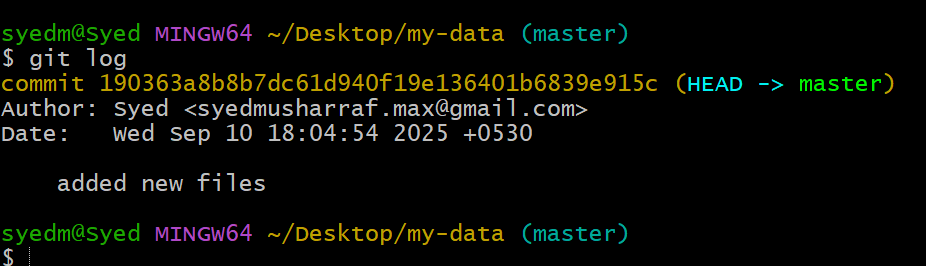 syedm@Syed MINGW64 ~/Desktop/my-data (master)
$ git log
commit 190363a8b8b7dc61d940f19e136401b6839e915c (HEAD -> master)
Author: Syed <syedmusharraf.max@gmail.com>
Date:   Wed Sep 10 18:04:54 2025 +0530
    added new files
syedm@Syed MINGW64 ~/Desktop/my-data (master)
$